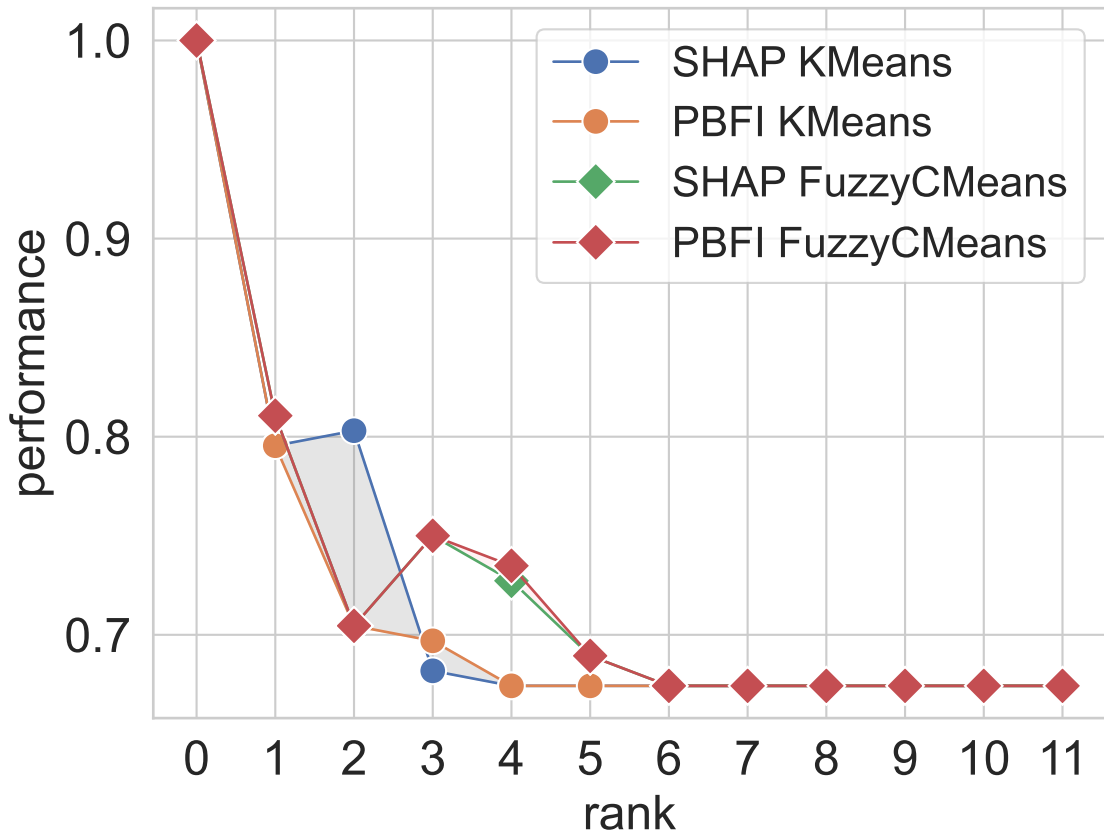 SHAP KMeans
PBFI KMeans
SHAP FuzzyCMeans
PBFI FuzzyCMeans
performance
1.0
0.9
0.8
0.7
0 1 2 3 4 5 6 7 8 9 10 11
rank